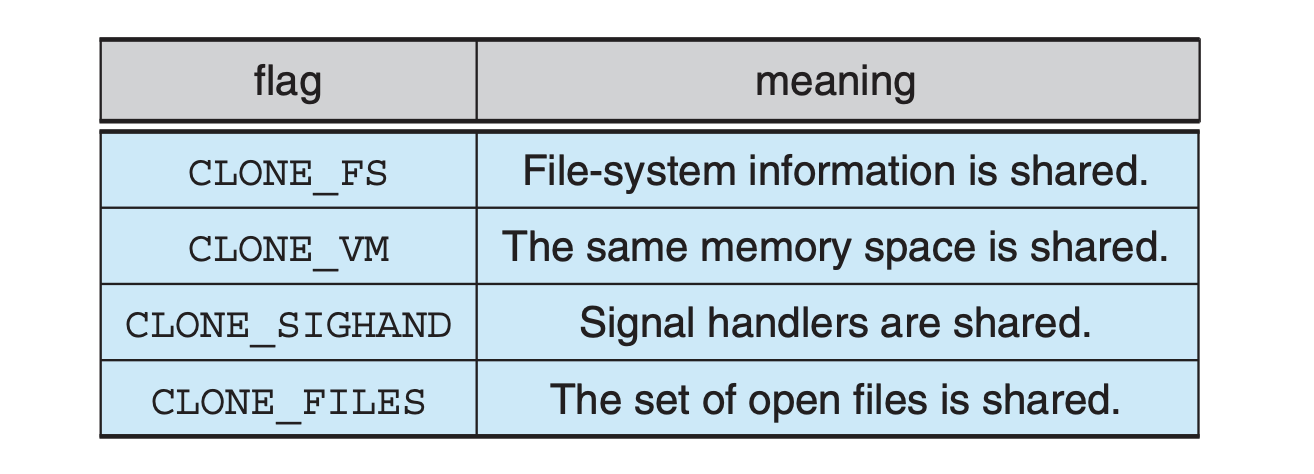 flag meaning
CLONE_FS File-system information is shared.
CLONE_VM The same memory space is shared.
CLONE_SIGHAND Signal handlers are shared.
CLONE_FILES The set of open files is shared.